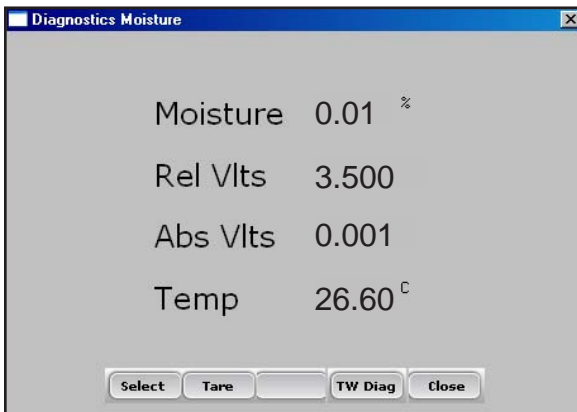 Diagnostics Moisture
Moisture 0.01 %
Rel Vlts 3.500
Abs Vlts 0.001
Temp 26.60 C
Select Tare TW Diag Close